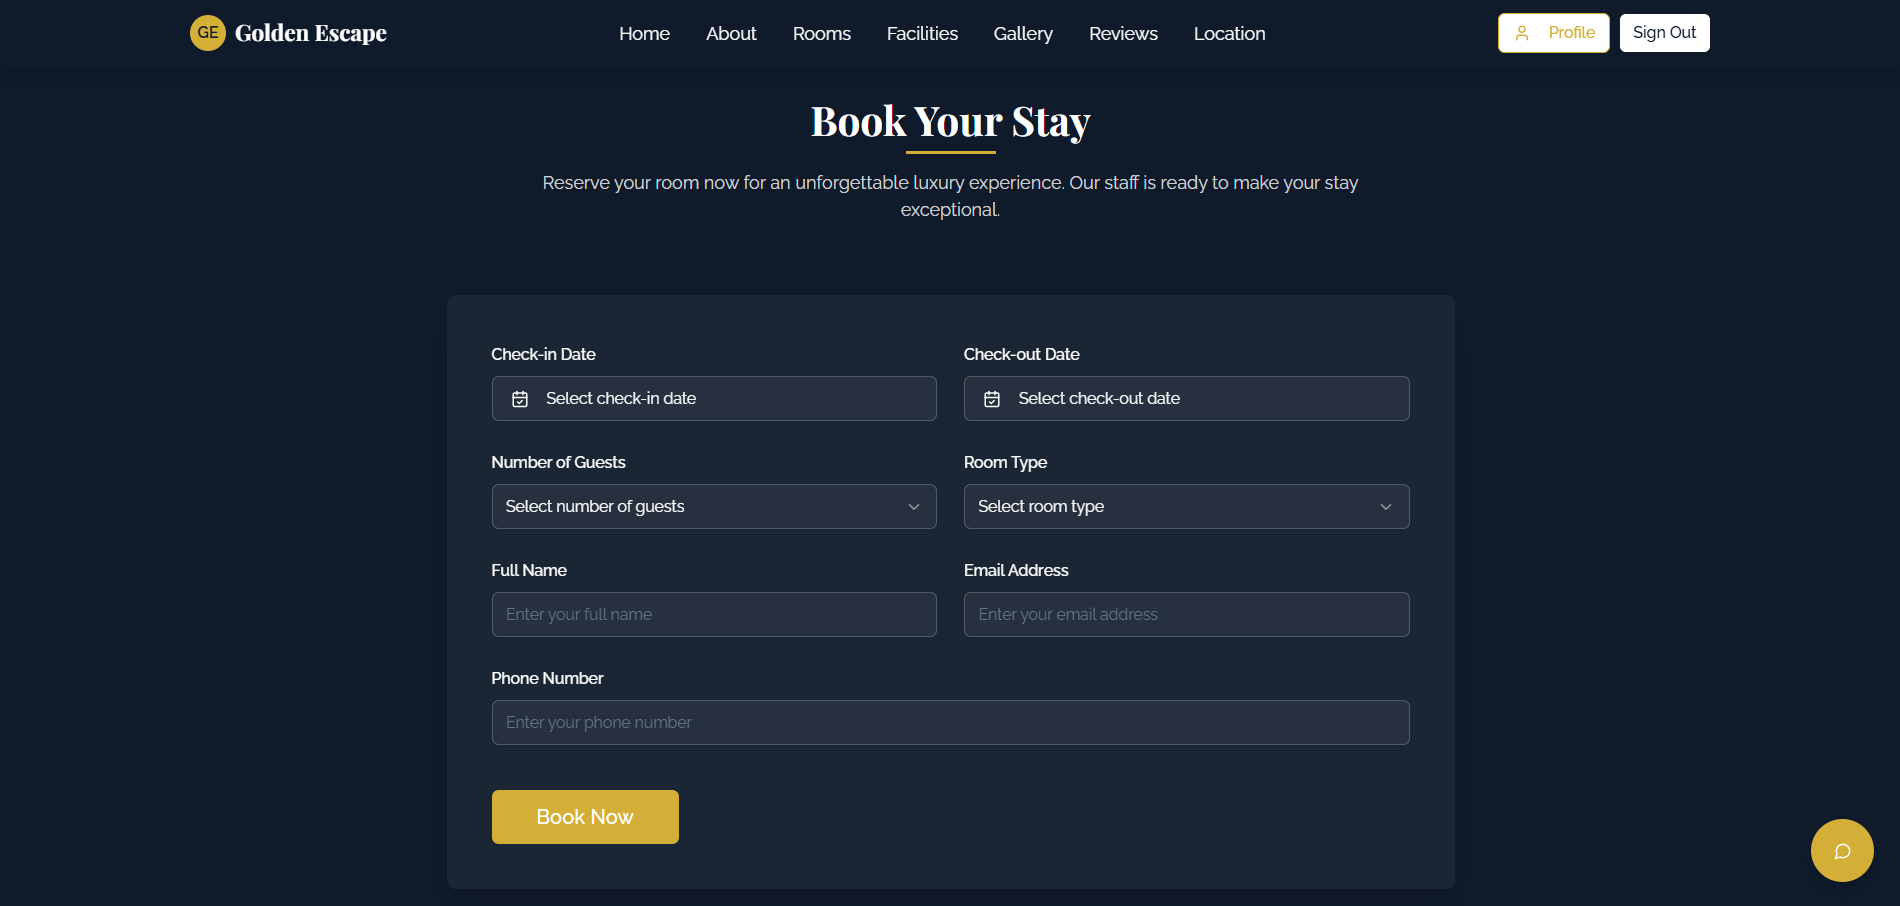 GE Golden Escape
Home About Rooms Facilities Gallery Reviews Location
Profile Sign Out
Book Your Stay
Reserve your room now for an unforgettable luxury experience. Our staff is ready to make your stay
exceptional.
Check-in Date
Select check-in date
Check-out Date
Select check-out date
Number of Guests
Select number of guests
Room Type
Select room type
Full Name
Enter your full name
Email Address
Enter your email address
Phone Number
Enter your phone number
Book Now